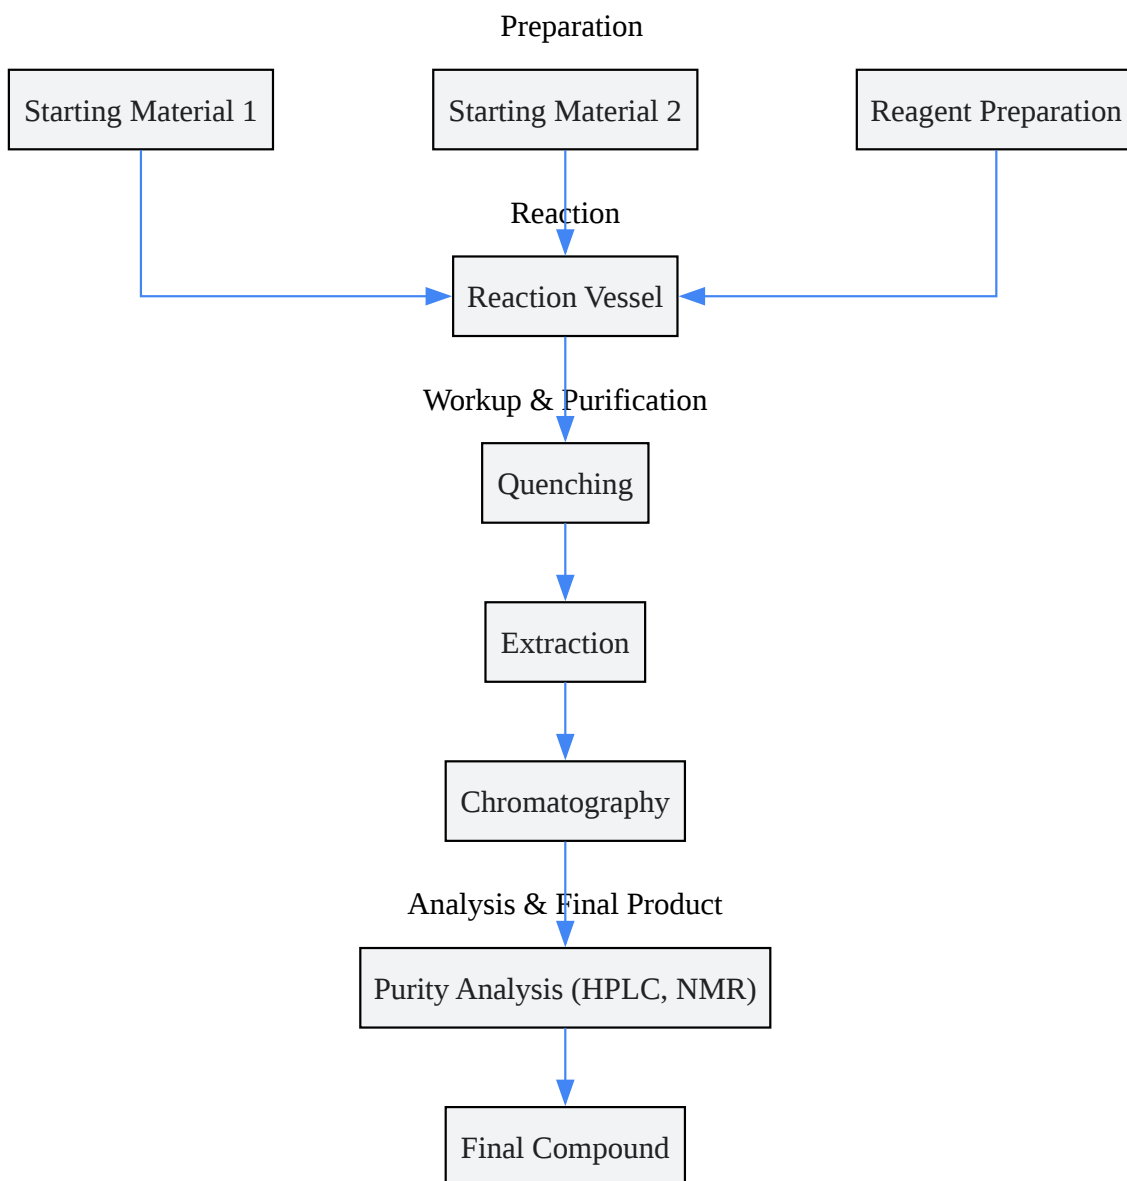 Preparation
Starting Material 1
Starting Material 2
Reagent Preparation
Reaction
Reaction Vessel
Workup & Purification
Quenching
Extraction
Chromatography
Analysis & Final Product
Purity Analysis (HPLC, NMR)
Final Compound